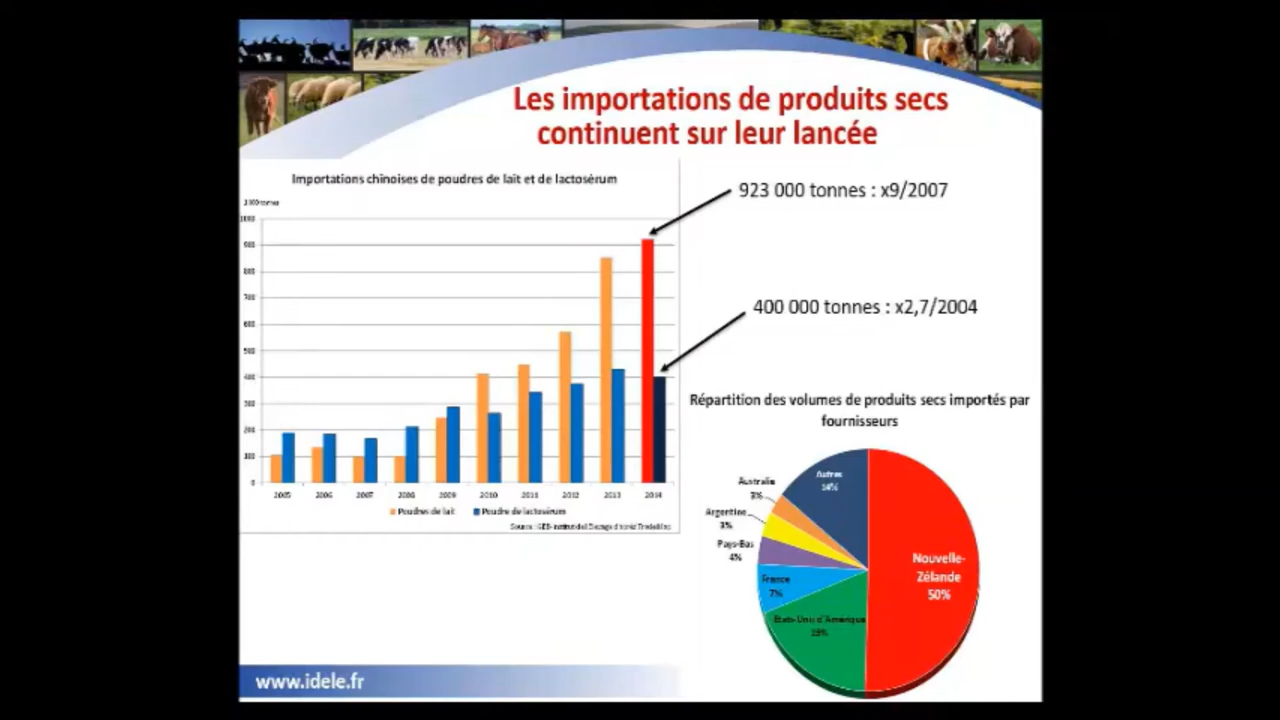 Les importations de produits secs
continuent sur leur lancée
Importations chinoises de poudres de lait et de lactosérum
1000
900
800
700
600
500
400
300
200
100
0
2005 2006 2007 2008 2009 2010 2011 2012 2013 2014
Poudres de lait Poudre de lactosérum
Source :
923 000 tonnes : x9/2007
400 000 tonnes : x2,7/2004
Répartition des volumes de produits secs importés par
fournisseurs
Autres
14%
Australie
3%
Argentine
3%
Pays-Bas
4%
France
7%
Etats-Unis d'Amérique
19%
Nouvelle-
Zélande
50%
www.idele.fr